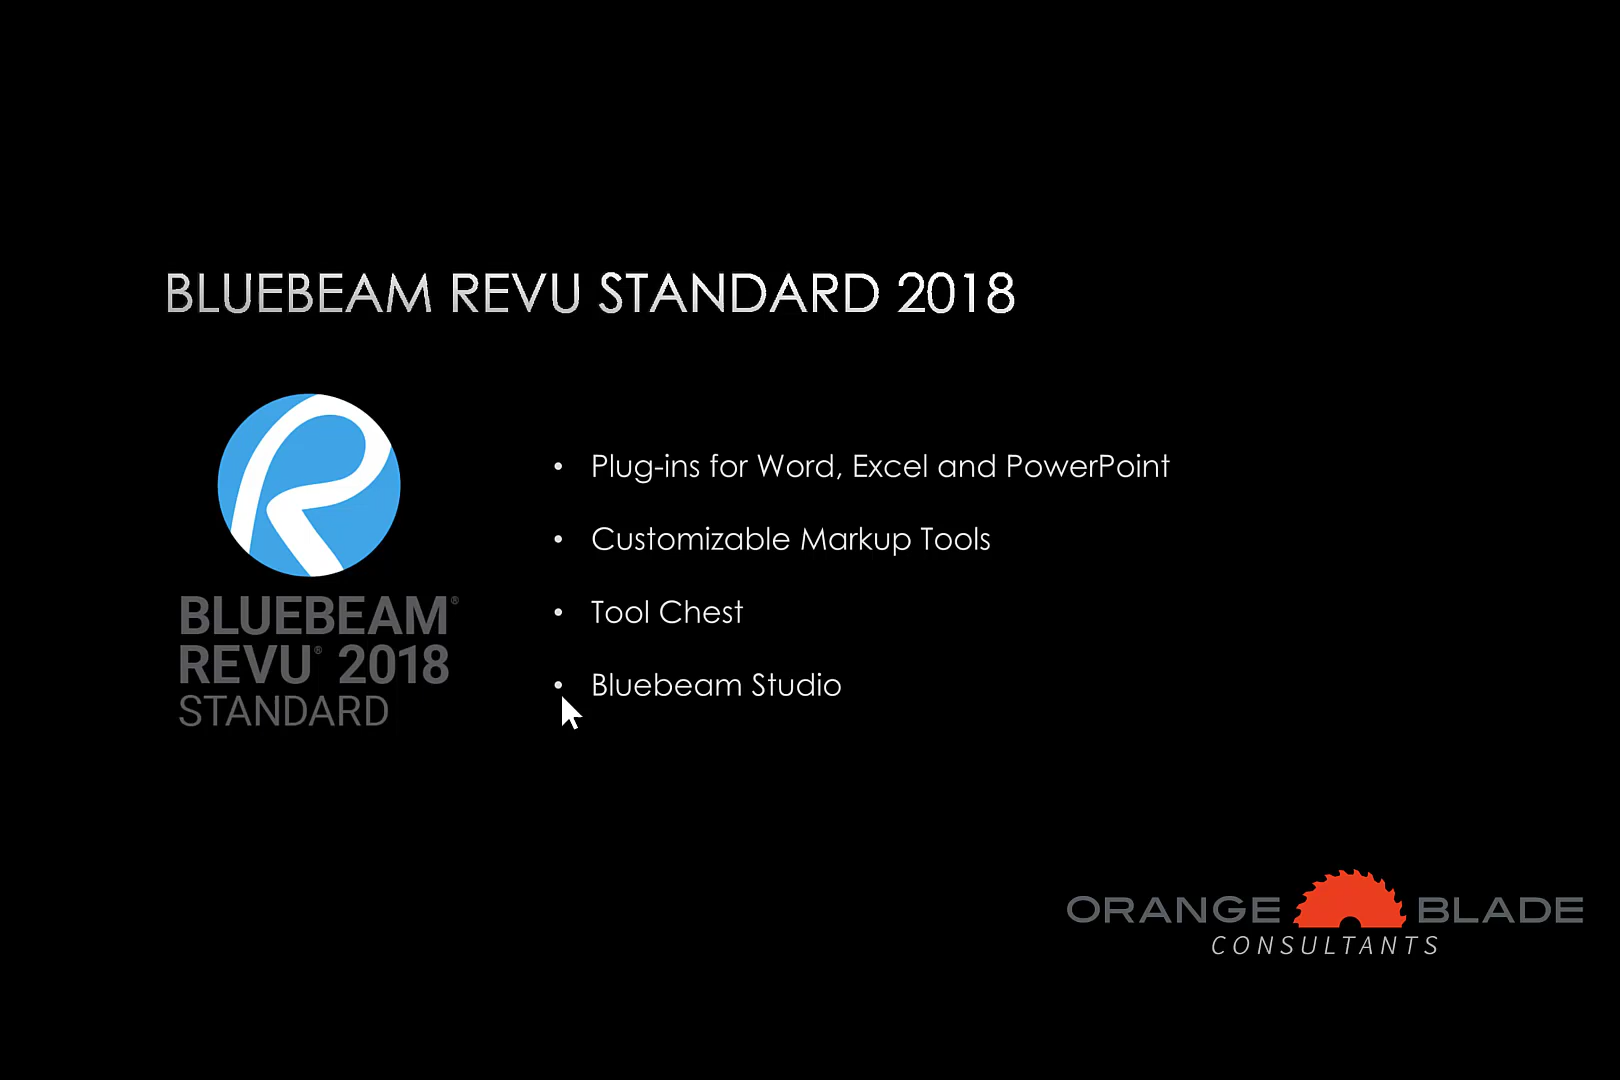 BLUEBEAM REVU STANDARD 2018
• Plug-ins for Word, Excel and PowerPoint
• Customizable Markup Tools
• Tool Chest
• Bluebeam Studio
BLUEBEAM®
REVU® 2018
STANDARD
ORANGE BLADE
CONSULTANTS